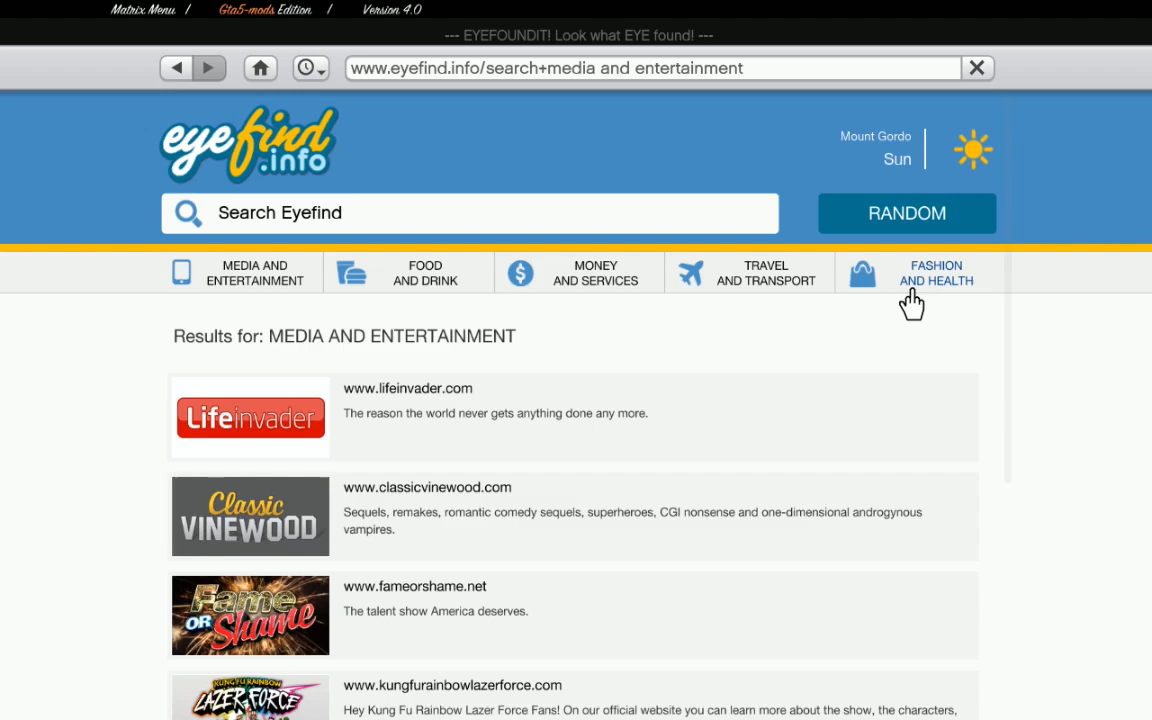 Matrix Menu / Gta5-mods Edition / Version 4.0
--- EYEFOUNDIT! Look what EYE found! ---
www.eyefind.info/search+media and entertainment
eyefind
.info
Mount Gordo
Sun
Search Eyefind
RANDOM
MEDIA AND
ENTERTAINMENT
FOOD
AND DRINK
MONEY
AND SERVICES
TRAVEL
AND TRANSPORT
FASHION
AND HEALTH
Results for: MEDIA AND ENTERTAINMENT
Lifeinvader
www.lifeinvader.com
The reason the world never gets anything done any more.
Classic
VINEWOOD
www.classicvinewood.com
Sequels, remakes, romantic comedy sequels, superheroes, CGI nonsense and one-dimensional androgynous
vampires.
Fame
OR Shame
www.fameorshame.net
The talent show America deserves.
KUNG FU RAINBOW
LAZER FORCE
www.kungfurainbowlazerforce.com
Hey Kung Fu Rainbow Lazer Force Fans! On our official website you can learn more about the show, the characters,